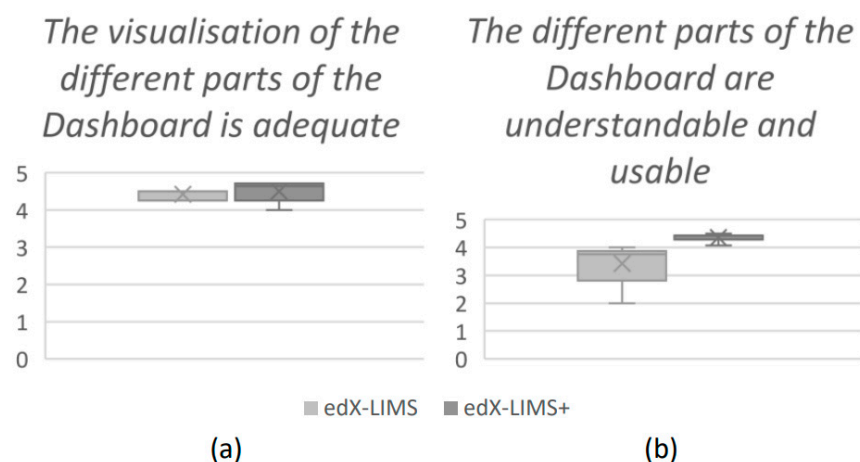 The visualisation of the
different parts of the
Dashboard is adequate
5
4
3
2
1
0
The different parts of the
Dashboard are
understandable and
usable
5
4
3
2
1
0
edX-LIMS edX-LIMS+
(a) (b)